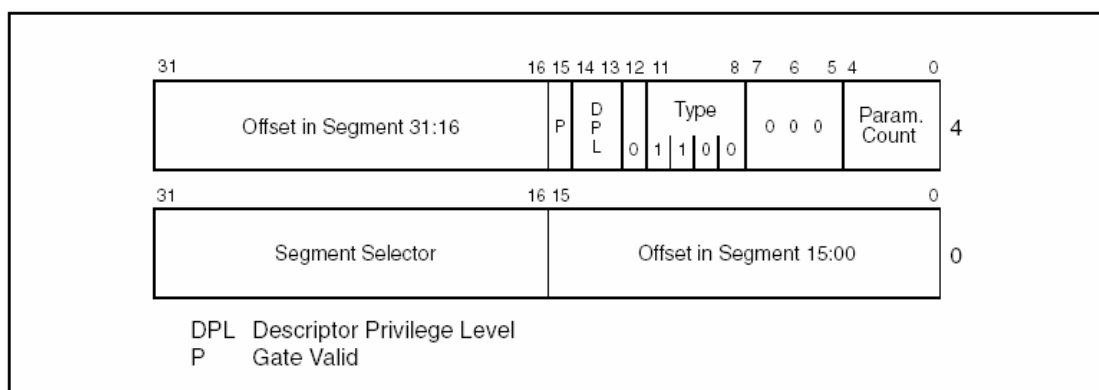 31 16 15 14 13 12 11 8 7 6 5 4 0
Offset in Segment 31:16 P D P L 0 Type 1 1 0 0 0 0 0 Param. Count 4
31 16 15 0
Segment Selector Offset in Segment 15:00 0
DPL Descriptor Privilege Level
P Gate Valid